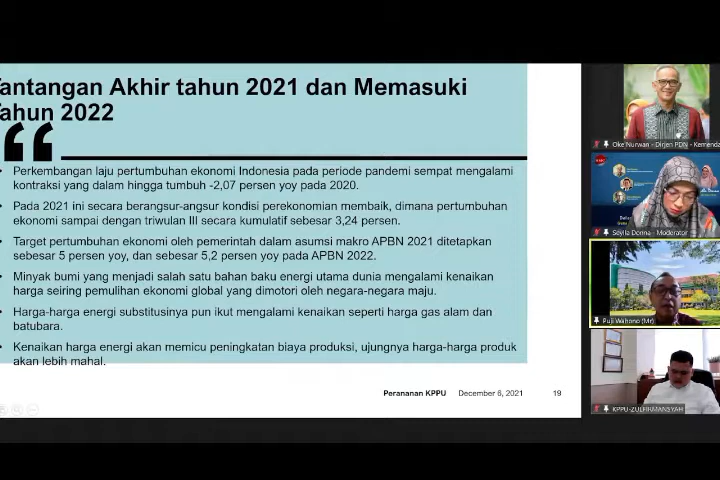 Tantangan Akhir tahun 2021 dan Memasuki
Tahun 2022
Perkembangan laju pertumbuhan ekonomi Indonesia pada periode pandemi sempat mengalami
kontraksi yang dalam hingga tumbuh -2,07 persen yoy pada 2020.
Pada 2021 ini secara berangsur-angsur kondisi perekonomian membaik, dimana pertumbuhan
ekonomi sampai dengan triwulan III secara kumulatif sebesar 3,24 persen.
Target pertumbuhan ekonomi oleh pemerintah dalam asumsi makro APBN 2021 ditetapkan
sebesar 5 persen yoy, dan sebesar 5,2 persen yoy pada APBN 2022.
Minyak bumi yang menjadi salah satu bahan baku energi utama dunia mengalami kenaikan
harga seiring pemulihan ekonomi global yang dimotori oleh negara-negara maju.
Harga-harga energi substitusinya pun ikut mengalami kenaikan seperti harga gas alam dan
batubara.
Kenaikan harga energi akan memicu peningkatan biaya produksi, ujungnya harga-harga produk
akan lebih mahal.
Perananan KPPU December 6, 2021 19
Oke Nurwan - Dirjen PDN - Kemenda
Seylla Donna - Moderator
Puji Wahono (Mr)
KPPU-ZULFIRMANSYAH